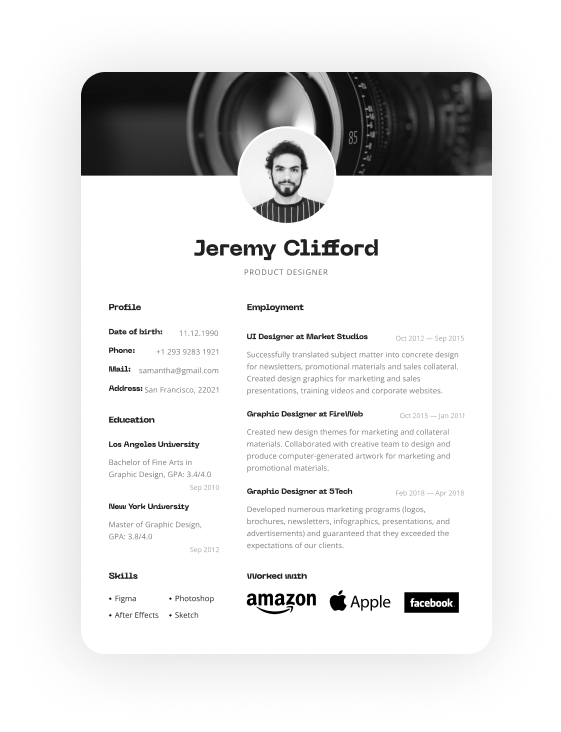 85
Jeremy Clifford
PRODUCT DESIGNER
Profile
Date of birth: 11.12.1990
Phone: +1 293 9283 1921
Mail: samantha@gmail.com
Address: San Francisco, 22021
Education
Los Angeles University
Bachelor of Fine Arts in
Graphic Design, GPA: 3.4/4.0
Sep 2010
New York University
Master of Graphic Design,
GPA: 3.8/4.0
Sep 2012
Skills
• Figma • Photoshop
• After Effects • Sketch
Employment
UI Designer at Market Studios Oct 2012 — Sep 2015
Successfully translated subject matter into concrete design
for newsletters, promotional materials and sales collateral.
Created design graphics for marketing and sales
presentations, training videos and corporate websites.
Graphic Designer at FireWeb Oct 2015 — Jan
Created new design themes for marketing and collateral
materials. Collaborated with creative team to design and
produce computer-generated artwork for marketing and
promotional materials.
Graphic Designer at 5Tech Feb 2018 — Apr 2018
Developed numerous marketing programs (logos,
brochures, newsletters, infographics, presentations, and
advertisements) and guaranteed that they exceeded the
expectations of our clients.
Worked with
amazon Apple facebook